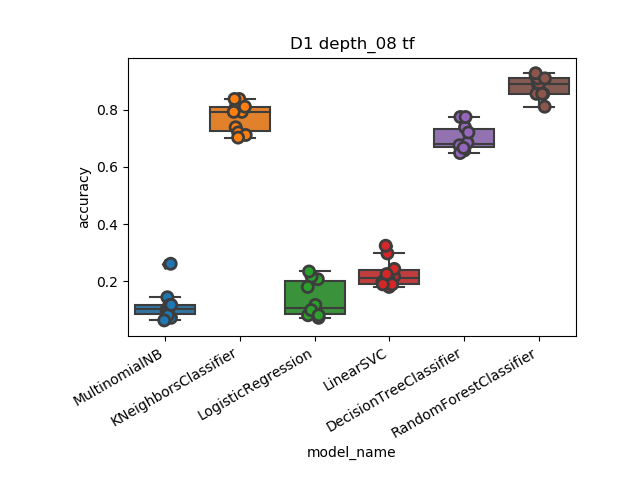 D1 depth_08 tf
accuracy
0.8
0.6
0.4
0.2
MultinomialNB
KNeighborsClassifier
LogisticRegression
LinearSVC
DecisionTreeClassifier
RandomForestClassifier
model_name